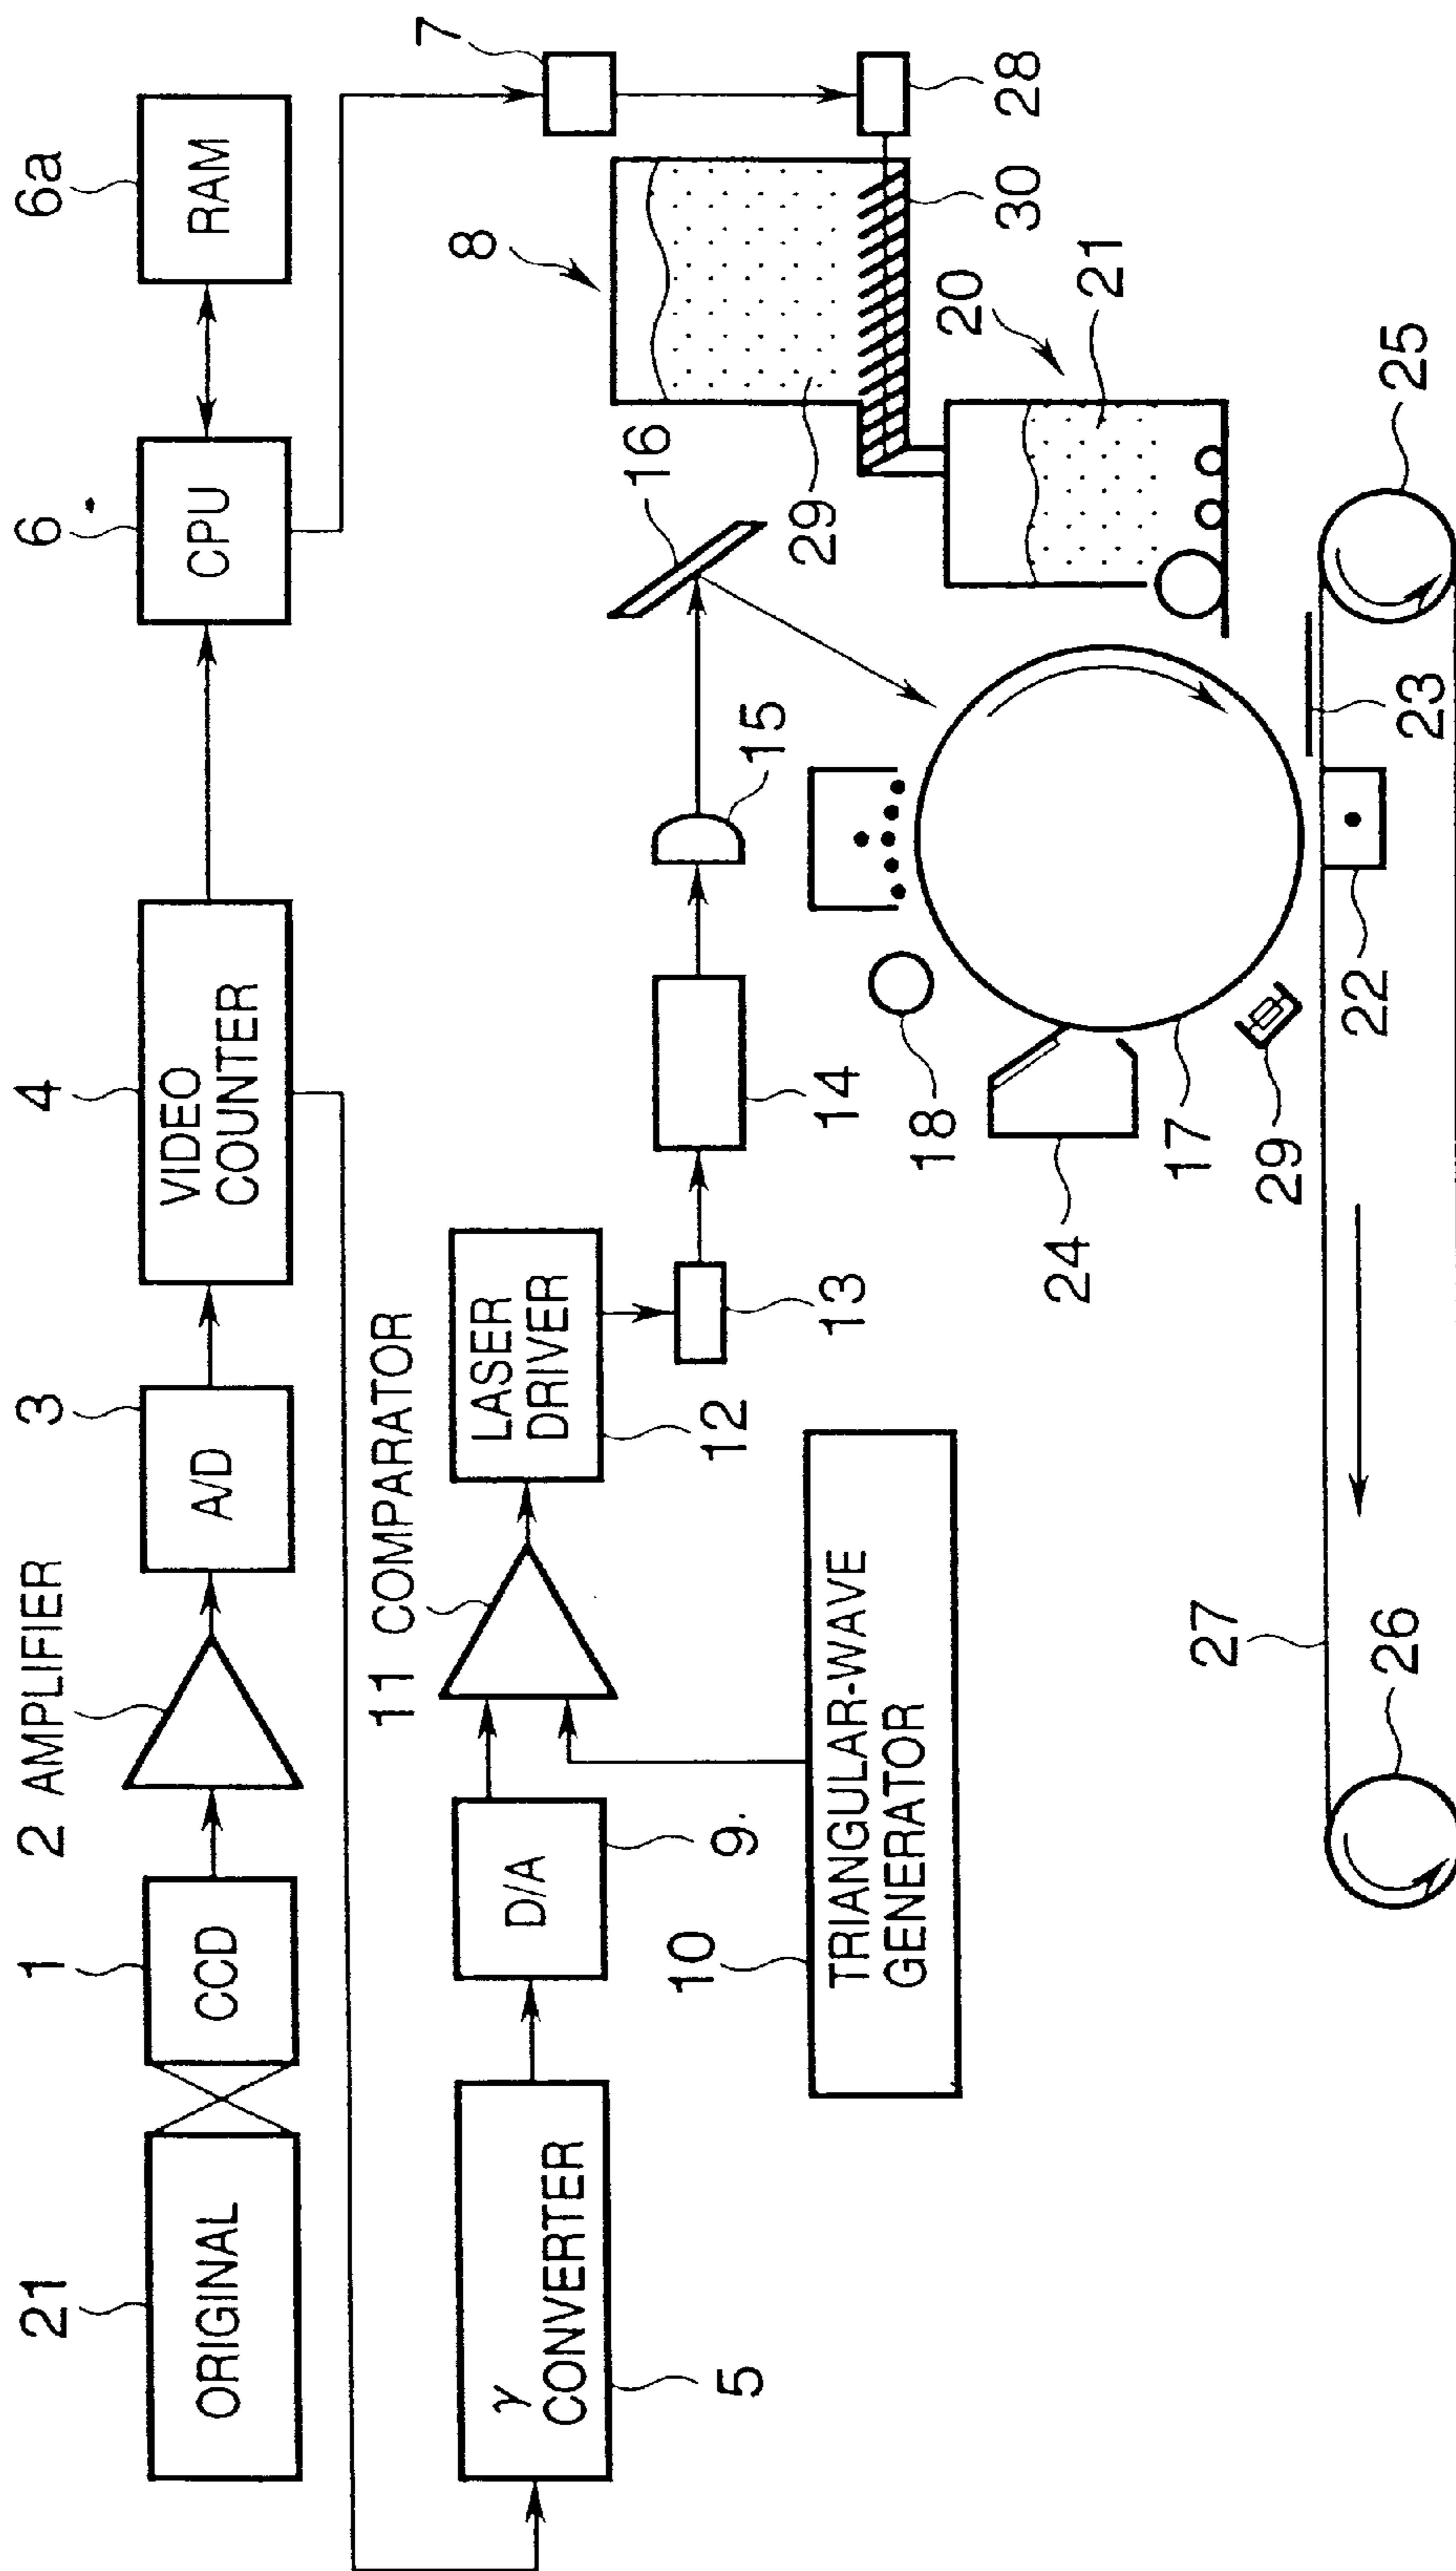 21
ORIGINAL
1
CCD
2 AMPLIFIER
3
A/D
4
VIDEO
COUNTER
6
CPU
6a
RAM
7
5
γ
CONVERTER
9.
D/A
10
TRIANGULAR-WAVE
GENERATOR
11 COMPARATOR
12
LASER
DRIVER
13
14
15
16
8
29
30
28
20
21
18
24
17
29
22
23
25
26
27